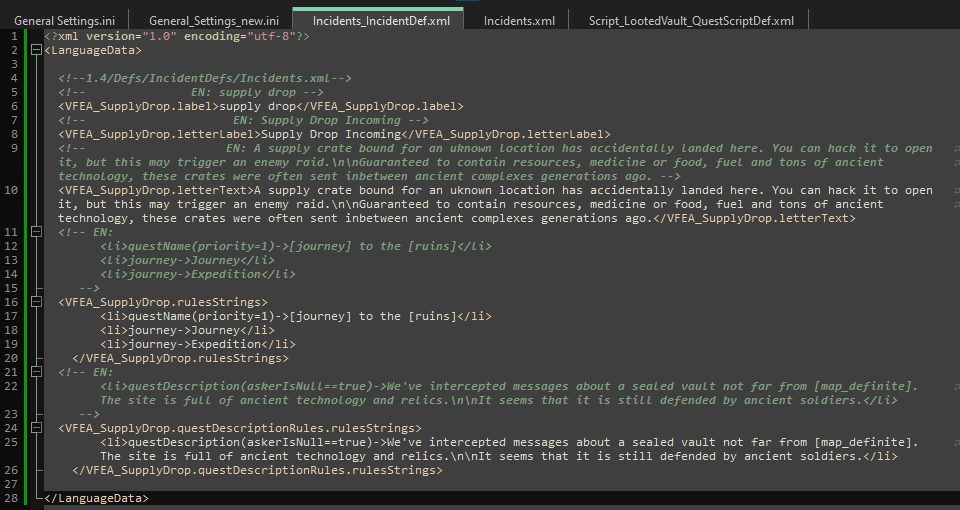 General Settings.ini General_Settings_new.ini Incidents_IncidentDef.xml Incidents.xml Script_LootedVault_QuestScriptDef.xml
1 <?xml version="1.0" encoding="utf-8"?>
2 <LanguageData>
3
4 <!--1.4/Defs/IncidentDefs/Incidents.xml-->
5 <!-- EN: supply drop -->
6 <VFEA_SupplyDrop.label>supply drop</VFEA_SupplyDrop.label>
7 <!-- EN: Supply Drop Incoming -->
8 <VFEA_SupplyDrop.letterLabel>Supply Drop Incoming</VFEA_SupplyDrop.letterLabel>
9 <!-- EN: A supply crate bound for an uknown location has accidentally landed here. You can hack it to open
it, but this may trigger an enemy raid.\n\nGuaranteed to contain resources, medicine or food, fuel and tons of ancient
technology, these crates were often sent inbetween ancient complexes generations ago. -->
10 <VFEA_SupplyDrop.letterText>A supply crate bound for an uknown location has accidentally landed here. You can hack it to open
it, but this may trigger an enemy raid.\n\nGuaranteed to contain resources, medicine or food, fuel and tons of ancient
technology, these crates were often sent inbetween ancient complexes generations ago.</VFEA_SupplyDrop.letterText>
11 <!-- EN:
12 <li>questName(priority=1)->[journey] to the [ruins]</li>
13 <li>journey->Journey</li>
14 <li>journey->Expedition</li>
15 -->
16 <VFEA_SupplyDrop.rulesStrings>
17 <li>questName(priority=1)->[journey] to the [ruins]</li>
18 <li>journey->Journey</li>
19 <li>journey->Expedition</li>
20 </VFEA_SupplyDrop.rulesStrings>
21 <!-- EN:
22 <li>questDescription(askerIsNull==true)->We've intercepted messages about a sealed vault not far from [map_definite].
The site is full of ancient technology and relics.\n\nIt seems that it is still defended by ancient soldiers.</li>
23 -->
24 <VFEA_SupplyDrop.questDescriptionRules.rulesStrings>
25 <li>questDescription(askerIsNull==true)->We've intercepted messages about a sealed vault not far from [map_definite].
The site is full of ancient technology and relics.\n\nIt seems that it is still defended by ancient soldiers.</li>
26 </VFEA_SupplyDrop.questDescriptionRules.rulesStrings>
27
28 </LanguageData>